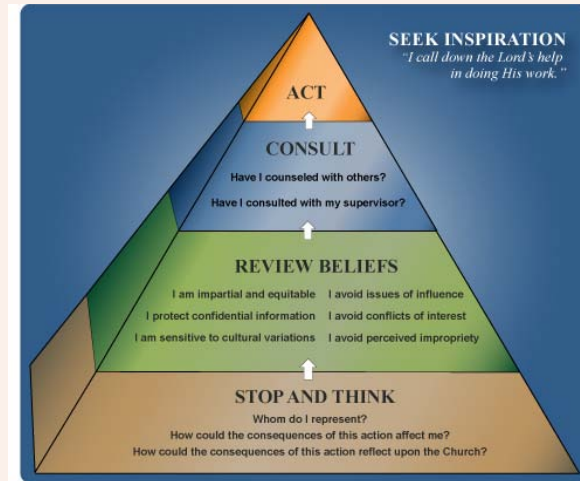 SEEK INSPIRATION
“I call down the Lord’s help
in doing His work.”
ACT
CONSULT
Have I counseled with others?
Have I consulted with my supervisor?
REVIEW BELIEFS
I am impartial and equitable
I protect confidential information
I am sensitive to cultural variations
I avoid issues of influence
I avoid conflicts of interest
I avoid perceived impropriety
STOP AND THINK
Whom do I represent?
How could the consequences of this action affect me?
How could the consequences of this action reflect upon the Church?